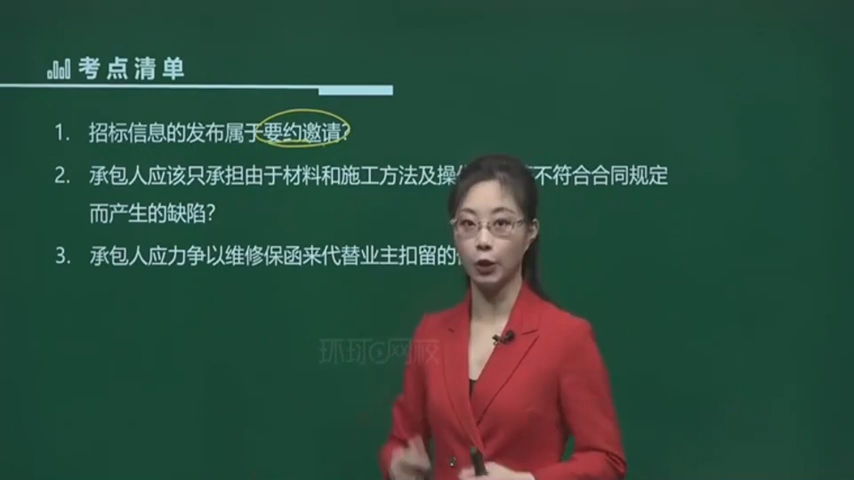 考点清单
1. 招标信息的发布属于要约邀请?
2. 承包人应该只承担由于材料和施工方法及操 不符合合同规定
而产生的缺陷?
3. 承包人应力争以维修保函来代替业主扣留的
环球网校